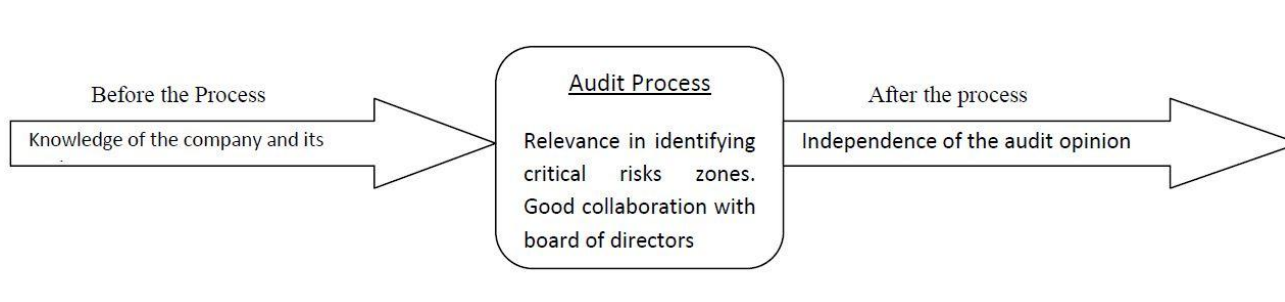 Before the Process
Knowledge of the company and its
Audit Process
Relevance in identifying
critical risks zones.
Good collaboration with
board of directors
After the process
Independence of the audit opinion